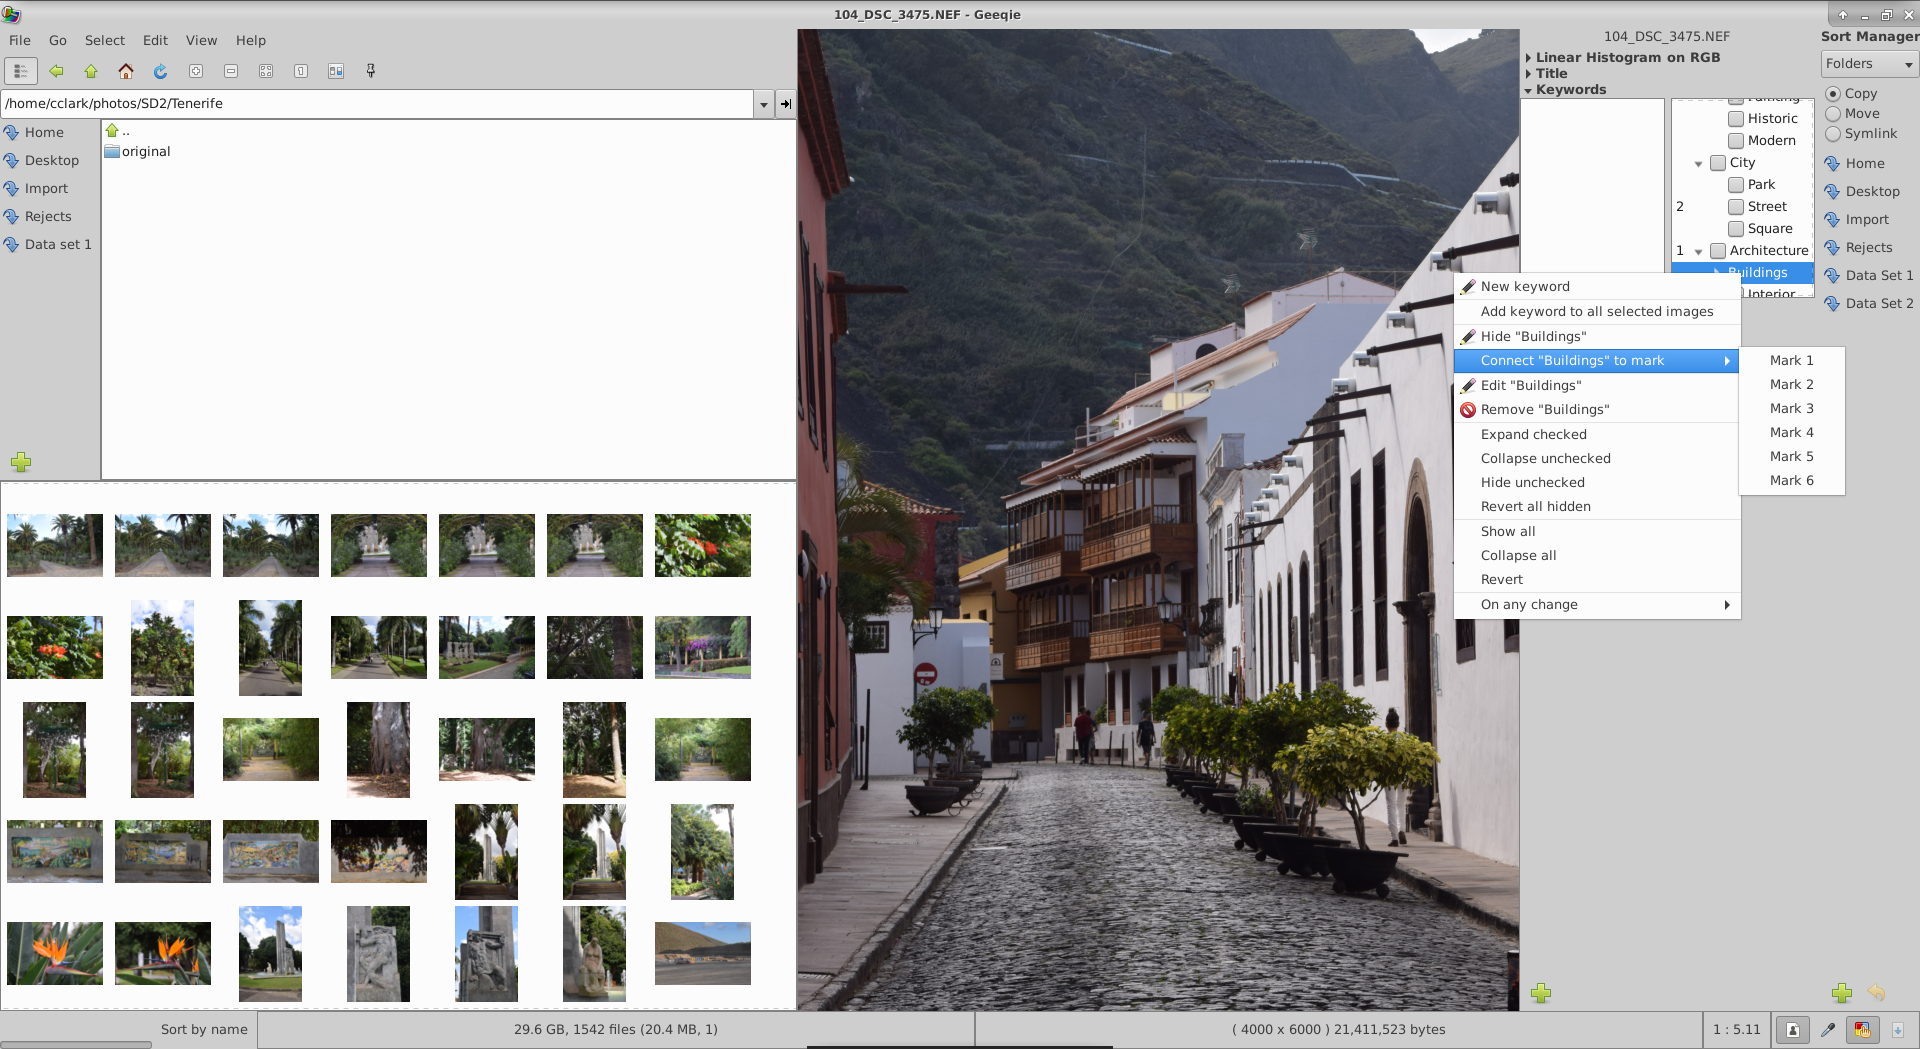 104_DSC_3475.NEF - Geeqie
File Go Select Edit View Help
/home/cclark/photos/SD2/Tenerife
Home
Desktop
Import
Rejects
Data set 1
..
original
104_DSC_3475.NEF
Linear Histogram on RGB
Title
Keywords
Historic
Modern
City
Park
2 Street
Square
1 Architecture
Buildings
Interior
Sort Manager
Folders
Copy
Move
Symlink
Home
Desktop
Import
Rejects
Data Set 1
Data Set 2
New keyword
Add keyword to all selected images
Hide "Buildings"
Connect "Buildings" to mark
Edit "Buildings"
Remove "Buildings"
Expand checked
Collapse unchecked
Hide unchecked
Revert all hidden
Show all
Collapse all
Revert
On any change
Mark 1
Mark 2
Mark 3
Mark 4
Mark 5
Mark 6
Sort by name
29.6 GB, 1542 files (20.4 MB, 1)
( 4000 x 6000 ) 21,411,523 bytes
1 : 5.11